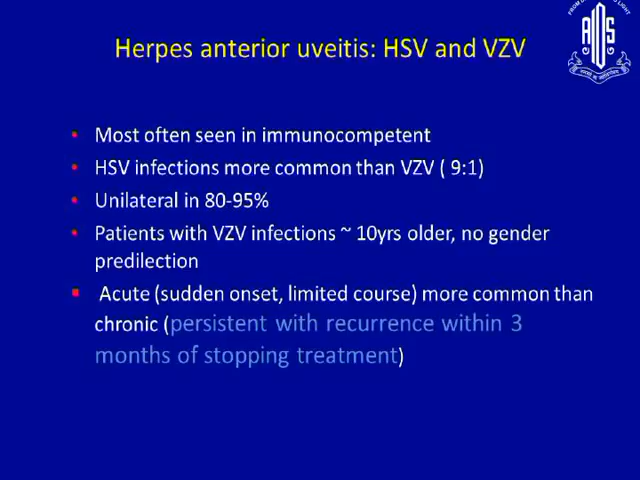 Herpes anterior uveitis: HSV and VZV
AIOS
• Most often seen in immunocompetent
• HSV infections more common than VZV ( 9:1)
• Unilateral in 80-95%
• Patients with VZV infections ~ 10yrs older, no gender
predilection
▪ Acute (sudden onset, limited course) more common than
chronic (persistent with recurrence within 3
months of stopping treatment)